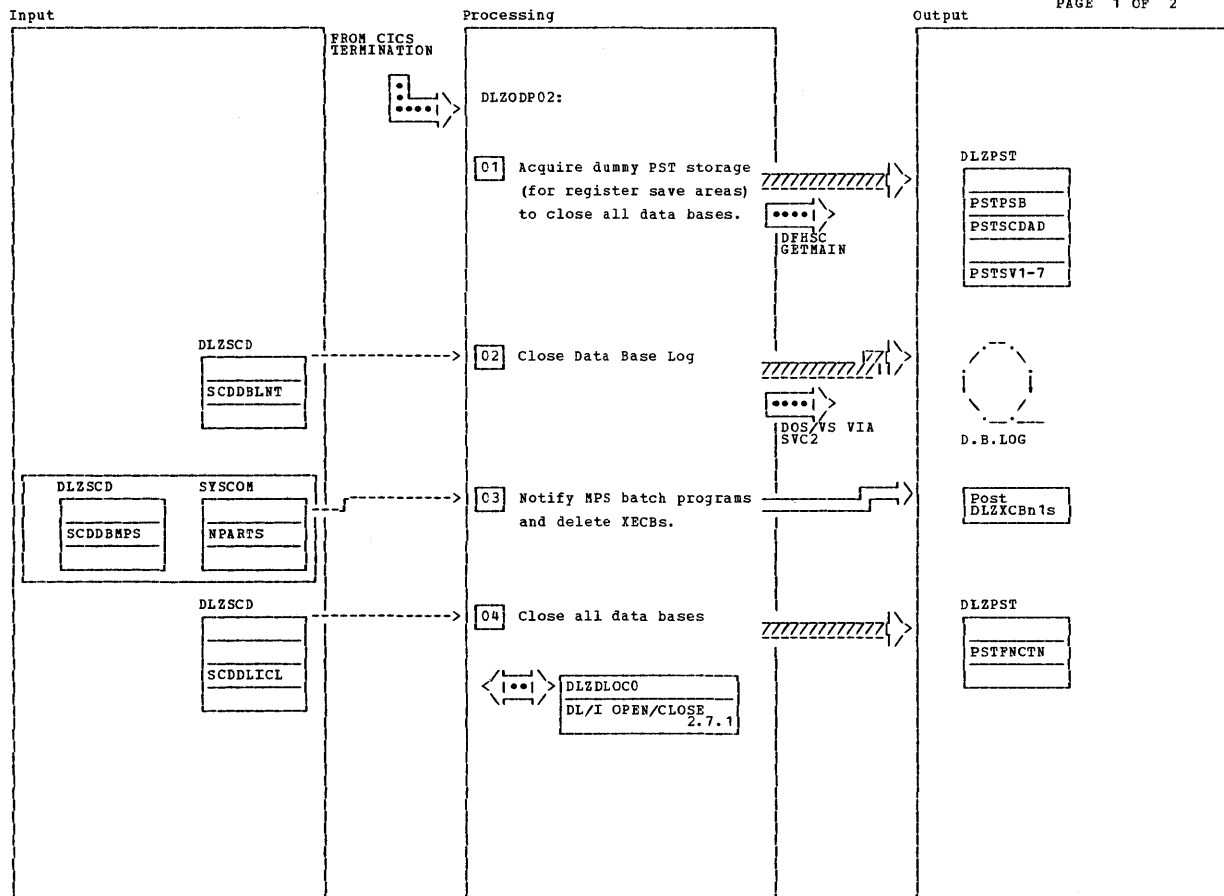 PAGE 1 OF 2
Input
Processing
Output
FROM CICS
TERMINATION
DLZODP02:
01 Acquire dummy PST storage
(for register save areas)
to close all data bases.
DFHSC
GETMAIN
DLZPST
PSTPSB
PSTSCDAD
PSTSV1-7
DLZSCD
SCDDBLNT
02 Close Data Base Log
DOS/VS VIA
SVC2
D.B.LOG
DLZSCD
SCDDBMPS
SYSCOM
NPARTS
03 Notify MPS batch programs
and delete XECBs.
Post
DLZXCBn1s
DLZSCD
SCDDLICL
04 Close all data bases
DLZDLOC0
DL/I OPEN/CLOSE
2.7.1
DLZPST
PSTFNCTN